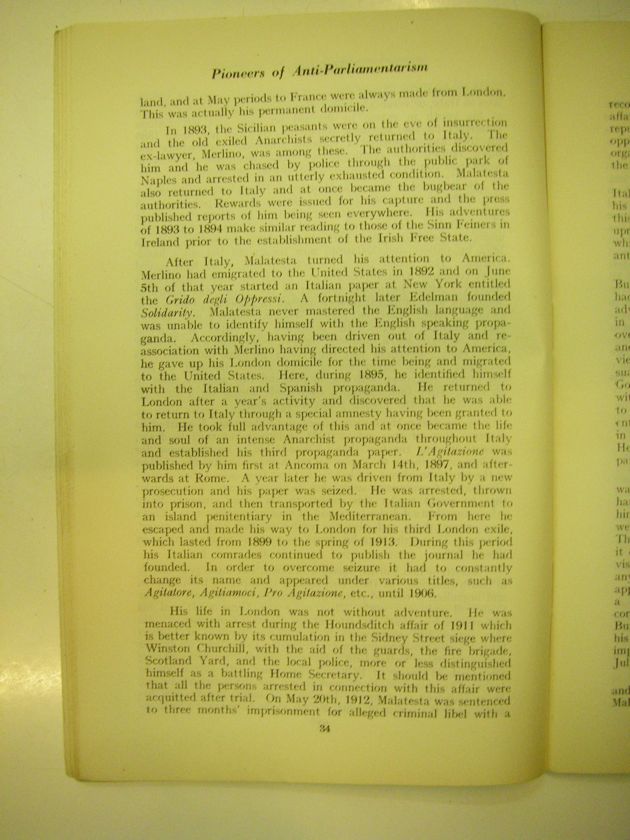 Pioneers of Anti-Parliamentarism
land, and at May periods to France were always made from London.
This was actually his permanent domicile.
In 1893, the Sicilian peasants were on the eve of insurrection
and the old exiled Anarchists secretly returned to Italy. The
ex-lawyer, Merlino, was among these. The authorities discovered
him and he was chased by police through the public park of
Naples and arrested in an utterly exhausted condition. Malatesta
also returned to Italy and at once became the bugbear of the
authorities. Rewards were issued for his capture and the press
published reports of him being seen everywhere. His adventures
of 1893 to 1894 make similar reading to those of the Sinn Feiners in
Ireland prior to the establishment of the Irish Free State.
After Italy, Malatesta turned his attention to America.
Merlino had emigrated to the United States in 1892 and on June
5th of that year started an Italian paper at New York entitled
the Grido degli Oppressi. A fortnight later Edelman founded
Solidarity. Malatesta never mastered the English language and
was unable to identify himself with the English speaking propa-
ganda. Accordingly, having been driven out of Italy and re-
association with Merlino having directed his attention to America,
he gave up his London domicile for the time being and migrated
to the United States. Here, during 1895, he identified himself
with the Italian and Spanish propaganda. He returned to
London after a year's activity and discovered that he was able
to return to Italy through a special amnesty having been granted to
him. He took full advantage of this and at once became the life
and soul of an intense Anarchist propaganda throughout Italy
and established his third propaganda paper. L'Agitazione was
published by him first at Ancoma on March 14th, 1897, and after-
wards at Rome. A year later he was driven from Italy by a new
prosecution and his paper was seized. He was arrested, thrown
into prison, and then transported by the Italian Government to
an island penitentiary in the Mediterranean. From here he
escaped and made his way to London for his third London exile,
which lasted from 1899 to the spring of 1913. During this period
his Italian comrades continued to publish the journal he had
founded. In order to overcome seizure it had to constantly
change its name and appeared under various titles, such as
Agitatore, Agitiamoci, Pro Agitazione, etc., until 1906.
His life in London was not without adventure. He was
menaced with arrest during the Houndsditch affair of 1911 which
is better known by its cumulation in the Sidney Street siege where
Winston Churchill, with the aid of the guards, the fire brigade,
Scotland Yard, and the local police, more or less distinguished
himself as a battling Home Secretary. It should be mentioned
that all the persons arrested in connection with this affair were
acquitted after trial. On May 20th, 1912, Malatesta was sentenced
to three months' imprisonment for alleged criminal libel with a
34